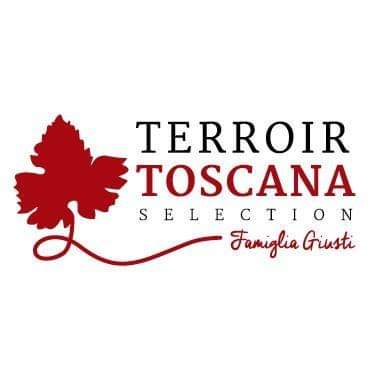 TERROIR
TOSCANA
SELECTION
Famiglia Giusti